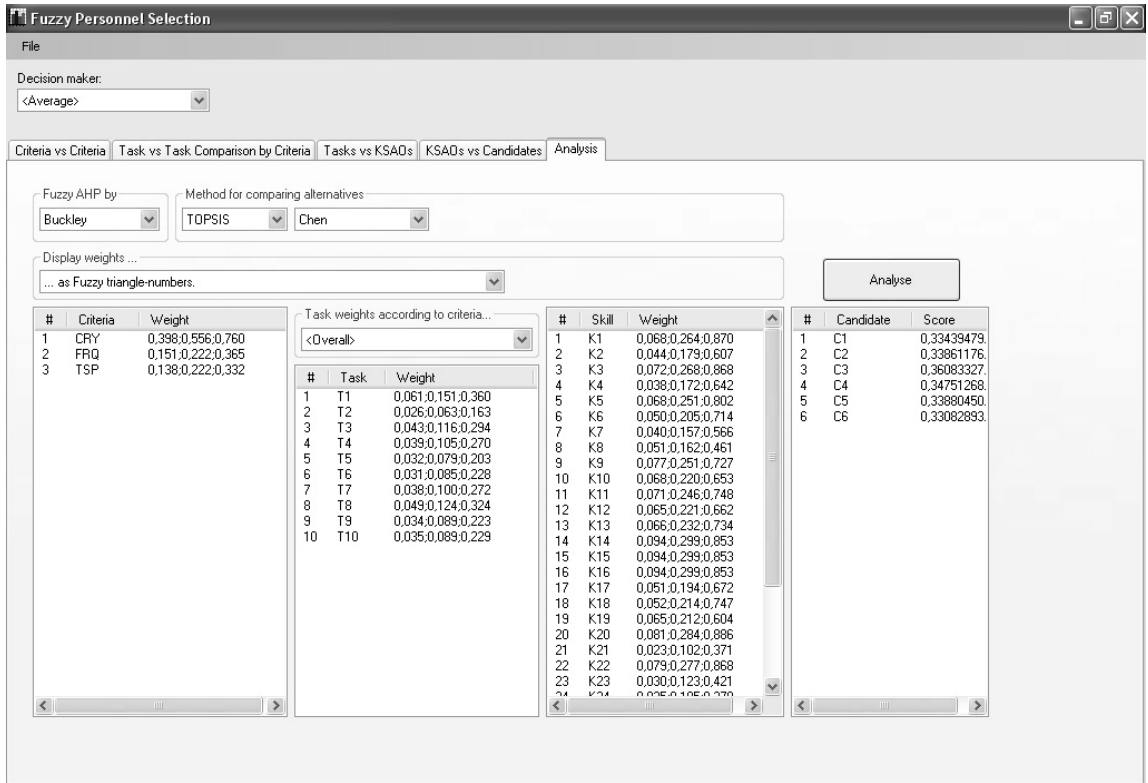 Fuzzy Personnel Selection
File
Decision maker:
<Average>
Criteria vs Criteria Task vs Task Comparison by Criteria Tasks vs KSAOs KSAOs vs Candidates Analysis
Fuzzy AHP by
Buckley
Method for comparing alternatives
TOPSIS Chen
Display weights ...
... as Fuzzy triangle-numbers.
Analyse
# Criteria Weight
1 CRY 0,398;0,556;0,760
2 FRQ 0,151;0,222;0,365
3 TSP 0,138;0,222;0,332
Task weights according to criteria...
<Overall>
# Task Weight
1 T1 0,061;0,151;0,360
2 T2 0,026;0,063;0,163
3 T3 0,043;0,116;0,294
4 T4 0,039;0,105;0,270
5 T5 0,032;0,079;0,203
6 T6 0,031;0,085;0,228
7 T7 0,038;0,100;0,272
8 T8 0,049;0,124;0,324
9 T9 0,034;0,089;0,223
10 T10 0,035;0,089;0,229
# Skill Weight
1 K1 0,068;0,264;0,870
2 K2 0,044;0,179;0,607
3 K3 0,072;0,268;0,868
4 K4 0,038;0,172;0,642
5 K5 0,068;0,251;0,802
6 K6 0,050;0,205;0,714
7 K7 0,040;0,157;0,566
8 K8 0,051;0,162;0,461
9 K9 0,077;0,251;0,727
10 K10 0,068;0,220;0,653
11 K11 0,071;0,246;0,748
12 K12 0,065;0,221;0,662
13 K13 0,066;0,232;0,734
14 K14 0,094;0,299;0,853
15 K15 0,094;0,299;0,853
16 K16 0,094;0,299;0,853
17 K17 0,051;0,194;0,672
18 K18 0,052;0,214;0,747
19 K19 0,065;0,212;0,604
20 K20 0,081;0,284;0,886
21 K21 0,023;0,102;0,371
22 K22 0,079;0,277;0,868
23 K23 0,030;0,123;0,421
# Candidate Score
1 C1 0,33439479.
2 C2 0,33861176.
3 C3 0,36083327.
4 C4 0,34751268.
5 C5 0,33880450.
6 C6 0,33082893.